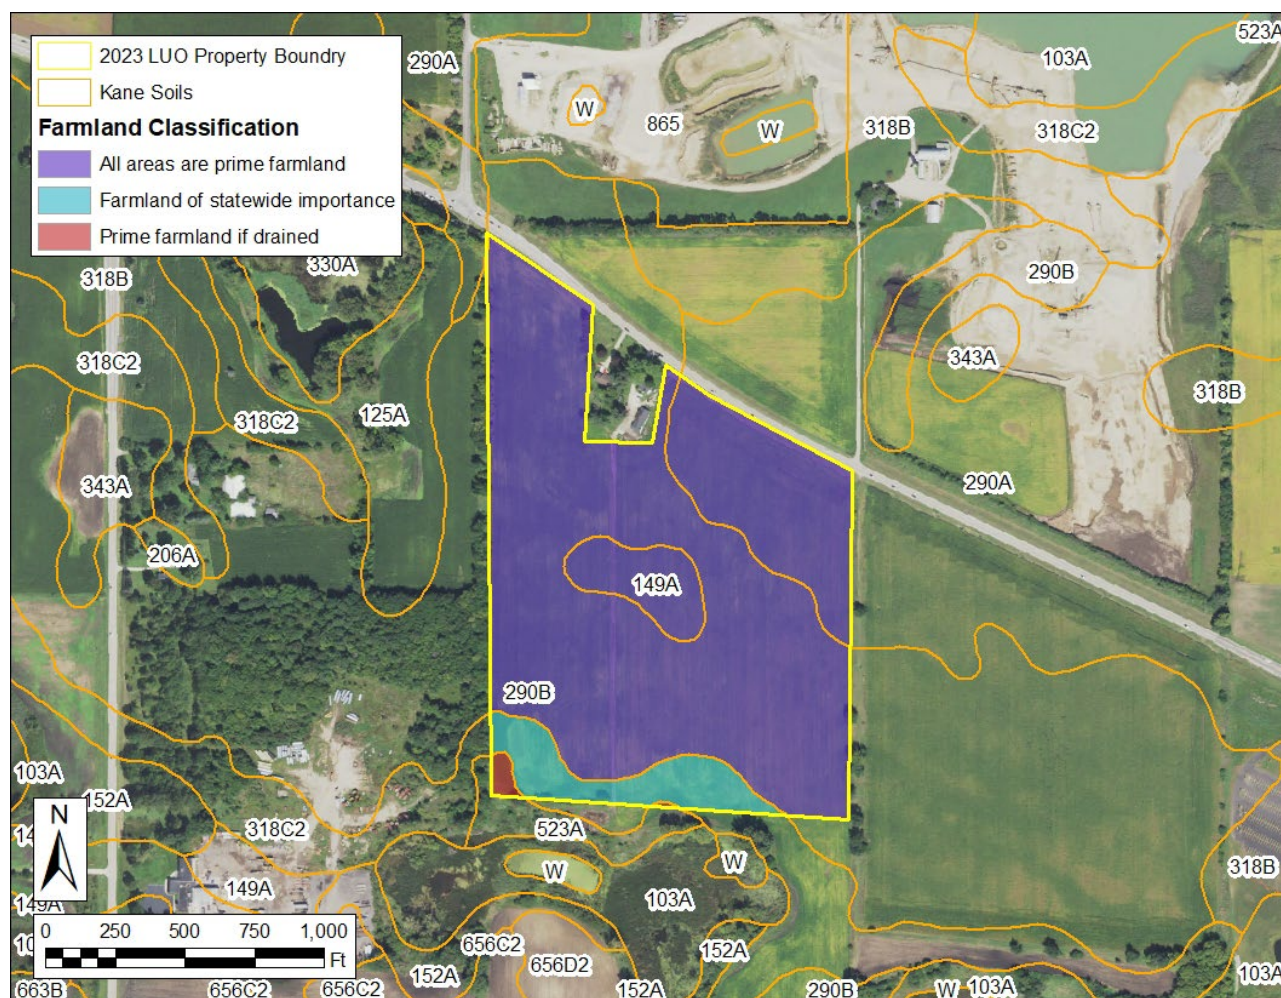 2023 LUO Property Boundry
Kane Soils
Farmland Classification
All areas are prime farmland
Farmland of statewide importance
Prime farmland if drained
290A
W
865
W
318B
103A
523A
318C2
330A
318B
290B
318C2
343A
318B
318C2
125A
343A
290A
206A
149A
290B
103A
152A
318C2
523A
W
W
149A
149A
103A
318B
656C2
152A
152A
656D2
103A
663B
656C2
656C2
152A
290B
W
103A
N
0 250 500 750 1,000
Ft